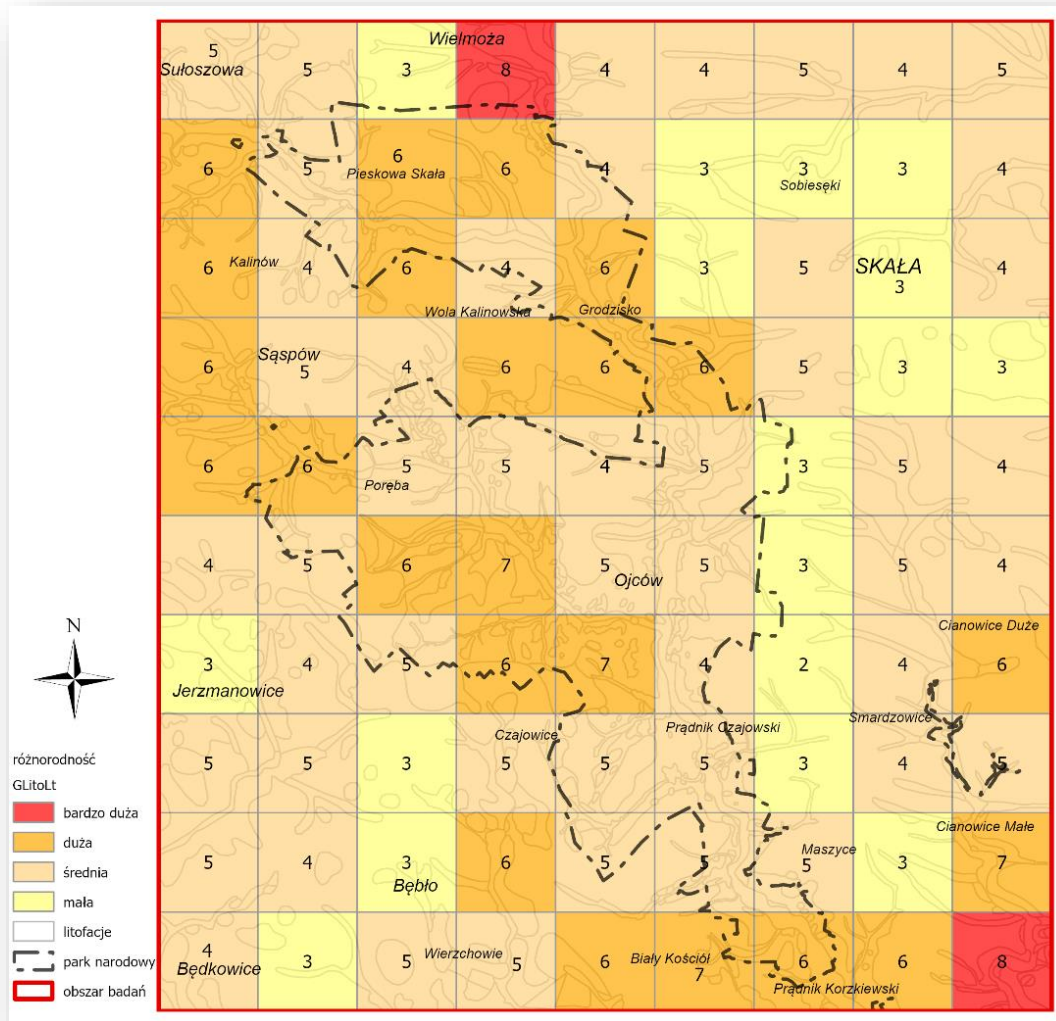 Wielmoża
5
Sułoszowa 5 3 8 4 4 5 4 5
6 5 6 6 4 3 3 3 4
Pieskowa Skała
Sobiesęki
6 Kalinów 4 6 4 6 3 5 SKAŁA 4
3
Wola Kalinowska Grodzisko
Sąspów
6 5 4 6 6 6 5 3 3
6 6 5 5 4 5 3 5 4
Poręba
4 5 6 7 5 5 3 5 4
Ojców
Cianowice Duże
3 4 5 6 7 4 2 4 6
Jerzmanowice
Smardzowice
Czajowice Prądnik Czajowski
5 5 3 5 5 5 3 4 5
Cianowice Małe
Maszyce
5 4 3 6 5 5 5 3 7
Bębło
4
Będkowice 3 5 Wierzchowie 5 6 Biały Kościół 7 6 6 8
Prądnik Korzkiewski
N
różnorodność
GLitoLt
bardzo duża
duża
średnia
mała
litofacje
park narodowy
obszar badań